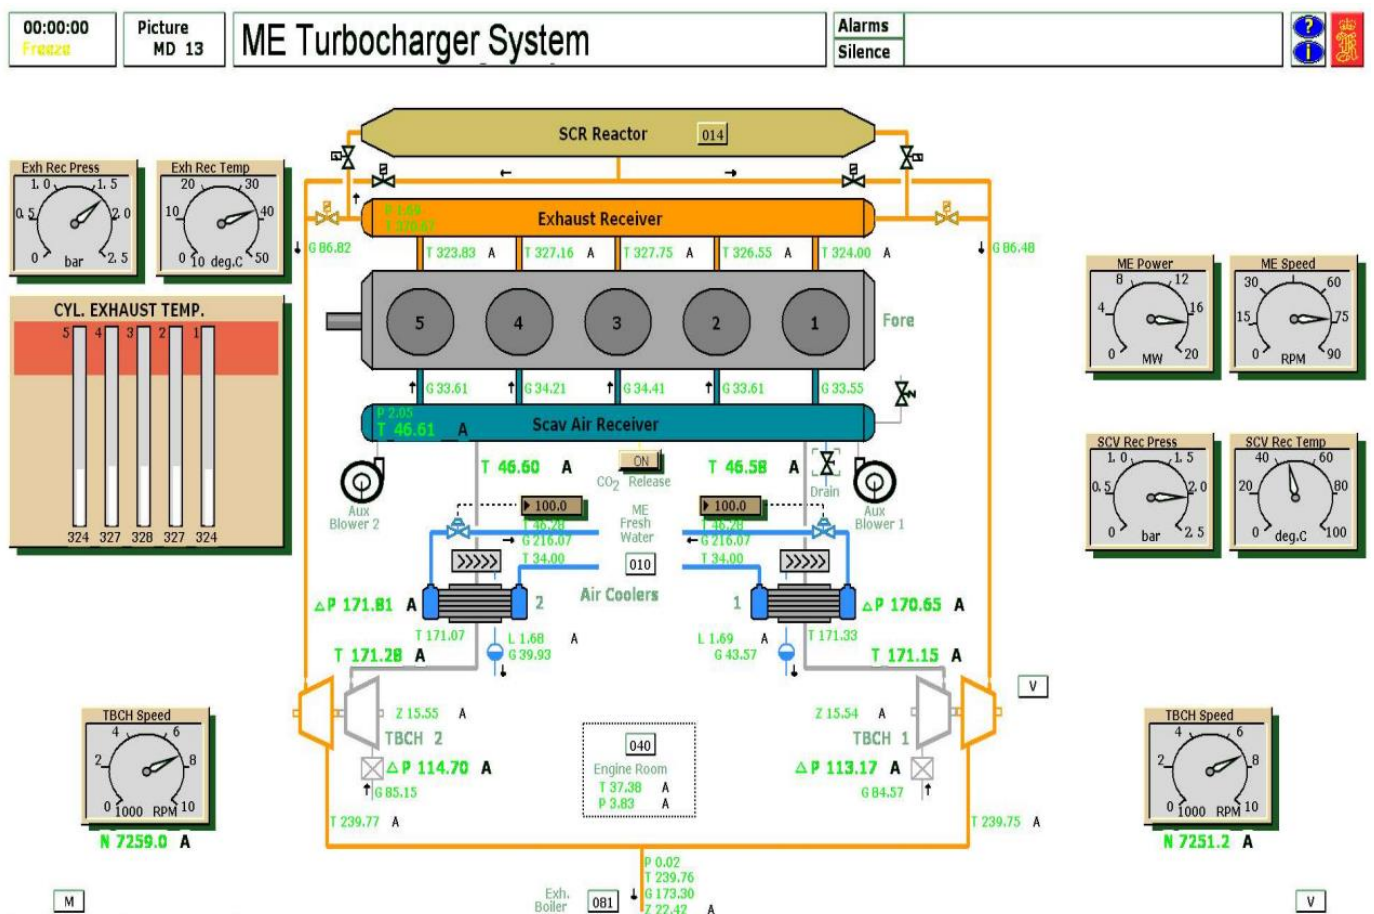 00:00:00
Freeze
Picture
MD 13
ME Turbocharger System
Alarms
Silence
?
i
SCR Reactor 014
Exh Rec Press
0 0.5 1.0 1.5 2.0 2.5
bar
Exh Rec Temp
0 10 20 30 40 50
10 deg.C
P 1.69
T 370.67
Exhaust Receiver
G 86.82
G 86.48
T 323.83 A T 327.16 A T 327.75 A T 326.55 A T 324.00 A
ME Power
0 4 8 12 16 20
MW
ME Speed
0 15 30 60 75 90
RPM
CYL. EXHAUST TEMP.
5 4 3 2 1
324 327 328 327 324
5 4 3 2 1
Fore
G 33.61 G 34.21 G 34.41 G 33.61 G 33.55
P 2.05
T 46.61 A
Scav Air Receiver
SCV Rec Press
0 0.5 1.0 1.5 2.0 2.5
bar
SCV Rec Temp
0 20 40 60 80 100
deg.C
T 46.60 A
ON
CO2 Release
T 46.58 A
Drain
Aux
Blower 2
Aux
Blower 1
100.0
100.0
ME
Fresh
Water
T 46.28
G 216.07
T 34.00
T 46.28
G 216.07
T 34.00
010
Air Coolers
2
1
△P 171.81 A
△P 170.65 A
T 171.07
T 171.33
L 1.68 A
G 39.93
L 1.69 A
G 43.57
T 171.28 A
T 171.15 A
V
Z 15.55 A
TBCH 2
Z 15.54 A
TBCH 1
△P 114.70 A
△P 113.17 A
G 85.15
G 84.57
040
Engine Room
T 37.38 A
P 3.83 A
TBCH Speed
0 2 4 6 8 10
1000 RPM
N 7259.0 A
TBCH Speed
0 2 4 6 8 10
1000 RPM
N 7251.2 A
T 239.77 A
T 239.75 A
P 0.02
T 239.76
G 173.30
Z 22.42 A
Exh.
Boiler 081
M
V